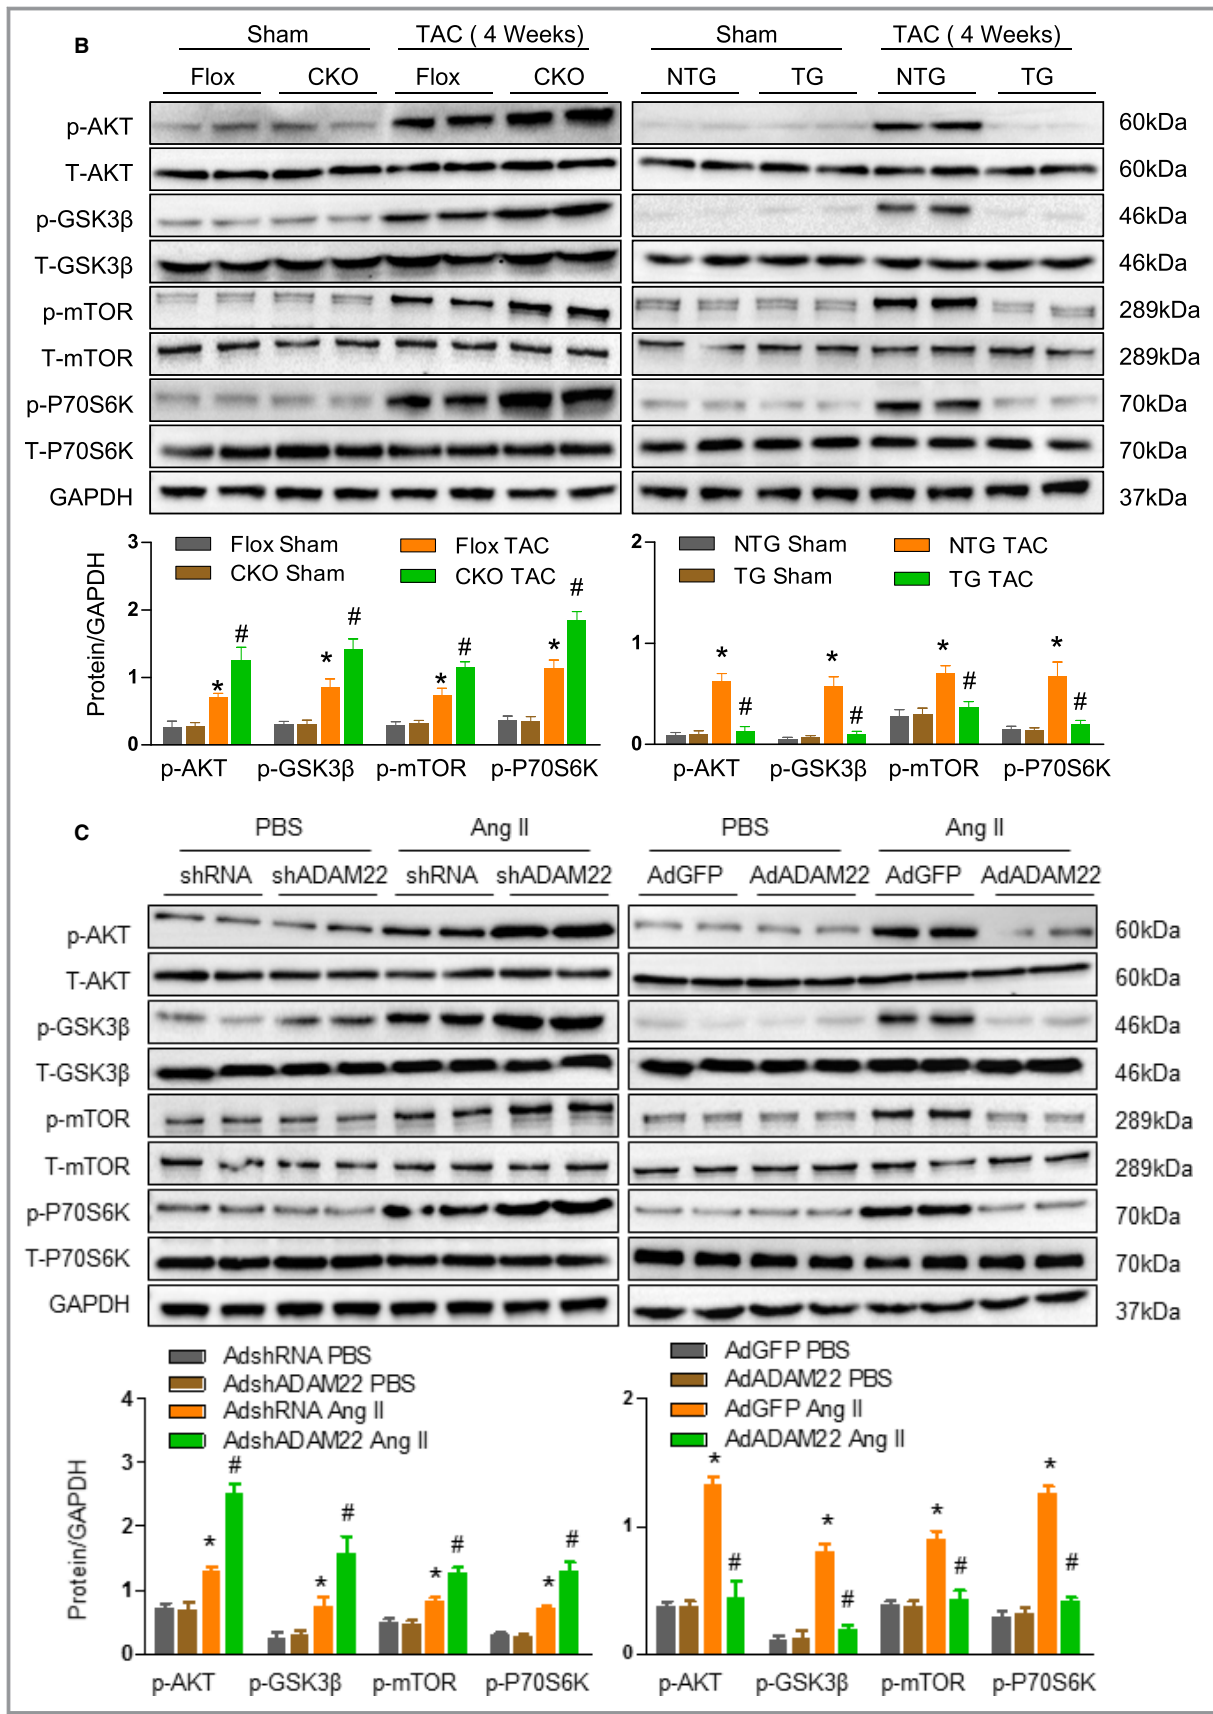 B
Sham TAC ( 4 Weeks) Sham TAC ( 4 Weeks)
Flox CKO Flox CKO NTG TG NTG TG
p-AKT 60kDa
T-AKT 60kDa
p-GSK3β 46kDa
T-GSK3β 46kDa
p-mTOR 289kDa
T-mTOR 289kDa
p-P70S6K 70kDa
T-P70S6K 70kDa
GAPDH 37kDa
Protein/GAPDH
3
2
1
0
Flox Sham Flox TAC
CKO Sham CKO TAC
# # # #
* * * *
p-AKT p-GSK3β p-mTOR p-P70S6K
2
1
0
NTG Sham NTG TAC
TG Sham TG TAC
* * * *
# # # #
p-AKT p-GSK3β p-mTOR p-P70S6K
C
PBS Ang II PBS Ang II
shRNA shADAM22 shRNA shADAM22 AdGFP AdADAM22 AdGFP AdADAM22
p-AKT 60kDa
T-AKT 60kDa
p-GSK3β 46kDa
T-GSK3β 46kDa
p-mTOR 289kDa
T-mTOR 289kDa
p-P70S6K 70kDa
T-P70S6K 70kDa
GAPDH 37kDa
Protein/GAPDH
4
3
2
1
0
AdshRNA PBS
AdshADAM22 PBS
AdshRNA Ang II
AdshADAM22 Ang II
# # # #
* * * *
p-AKT p-GSK3β p-mTOR p-P70S6K
2
1
0
AdGFP PBS
AdADAM22 PBS
AdGFP Ang II
AdADAM22 Ang II
* * * *
# # # #
p-AKT p-GSK3β p-mTOR p-P70S6K